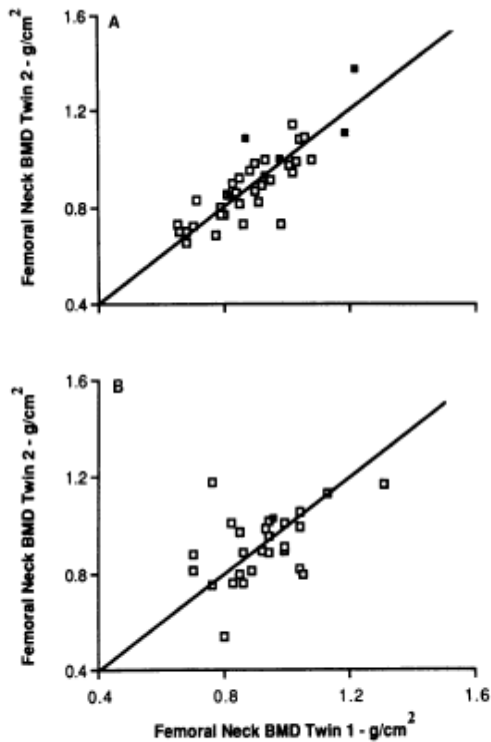 A
1.6
1.2
0.8
0.4
Femoral Neck BMD Twin 2 - g/cm²
B
1.6
1.2
0.8
0.4
Femoral Neck BMD Twin 2 - g/cm²
0.4 0.8 1.2 1.6
Femoral Neck BMD Twin 1 - g/cm²